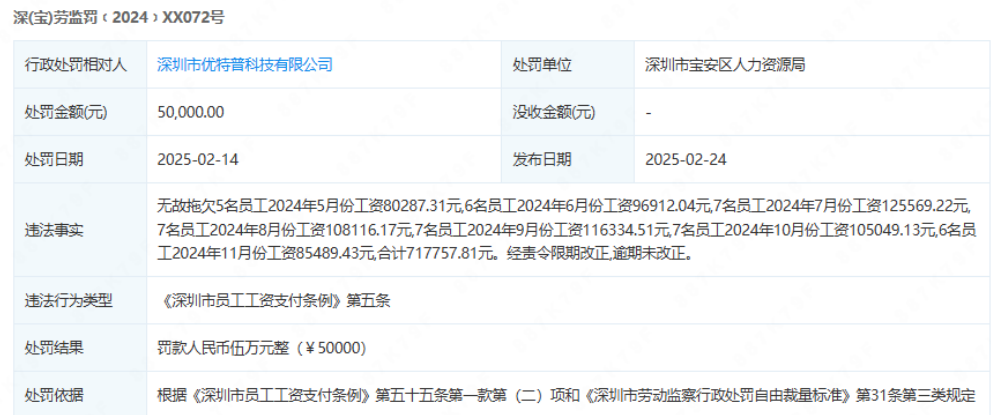 深(宝)劳监罚﹝2024﹞XX072号
行政处罚相对人 深圳市优特普科技有限公司 处罚单位 深圳市宝安区人力资源局
处罚金额(元) 50,000.00 没收金额(元) -
处罚日期 2025-02-14 发布日期 2025-02-24
违法事实
无故拖欠5名员工2024年5月份工资80287.31元,6名员工2024年6月份工资96912.04元,7名员工2024年7月份工资125569.22元,
7名员工2024年8月份工资108116.17元,7名员工2024年9月份工资116334.51元,7名员工2024年10月份工资105049.13元,6名员
工2024年11月份工资85489.43元,合计717757.81元。经责令限期改正,逾期未改正。
违法行为类型 《深圳市员工工资支付条例》第五条
处罚结果 罚款人民币伍万元整（￥50000）
处罚依据 根据《深圳市员工工资支付条例》第五十五条第一款第（二）项和《深圳市劳动监察行政处罚自由裁量标准》第31条第三类规定